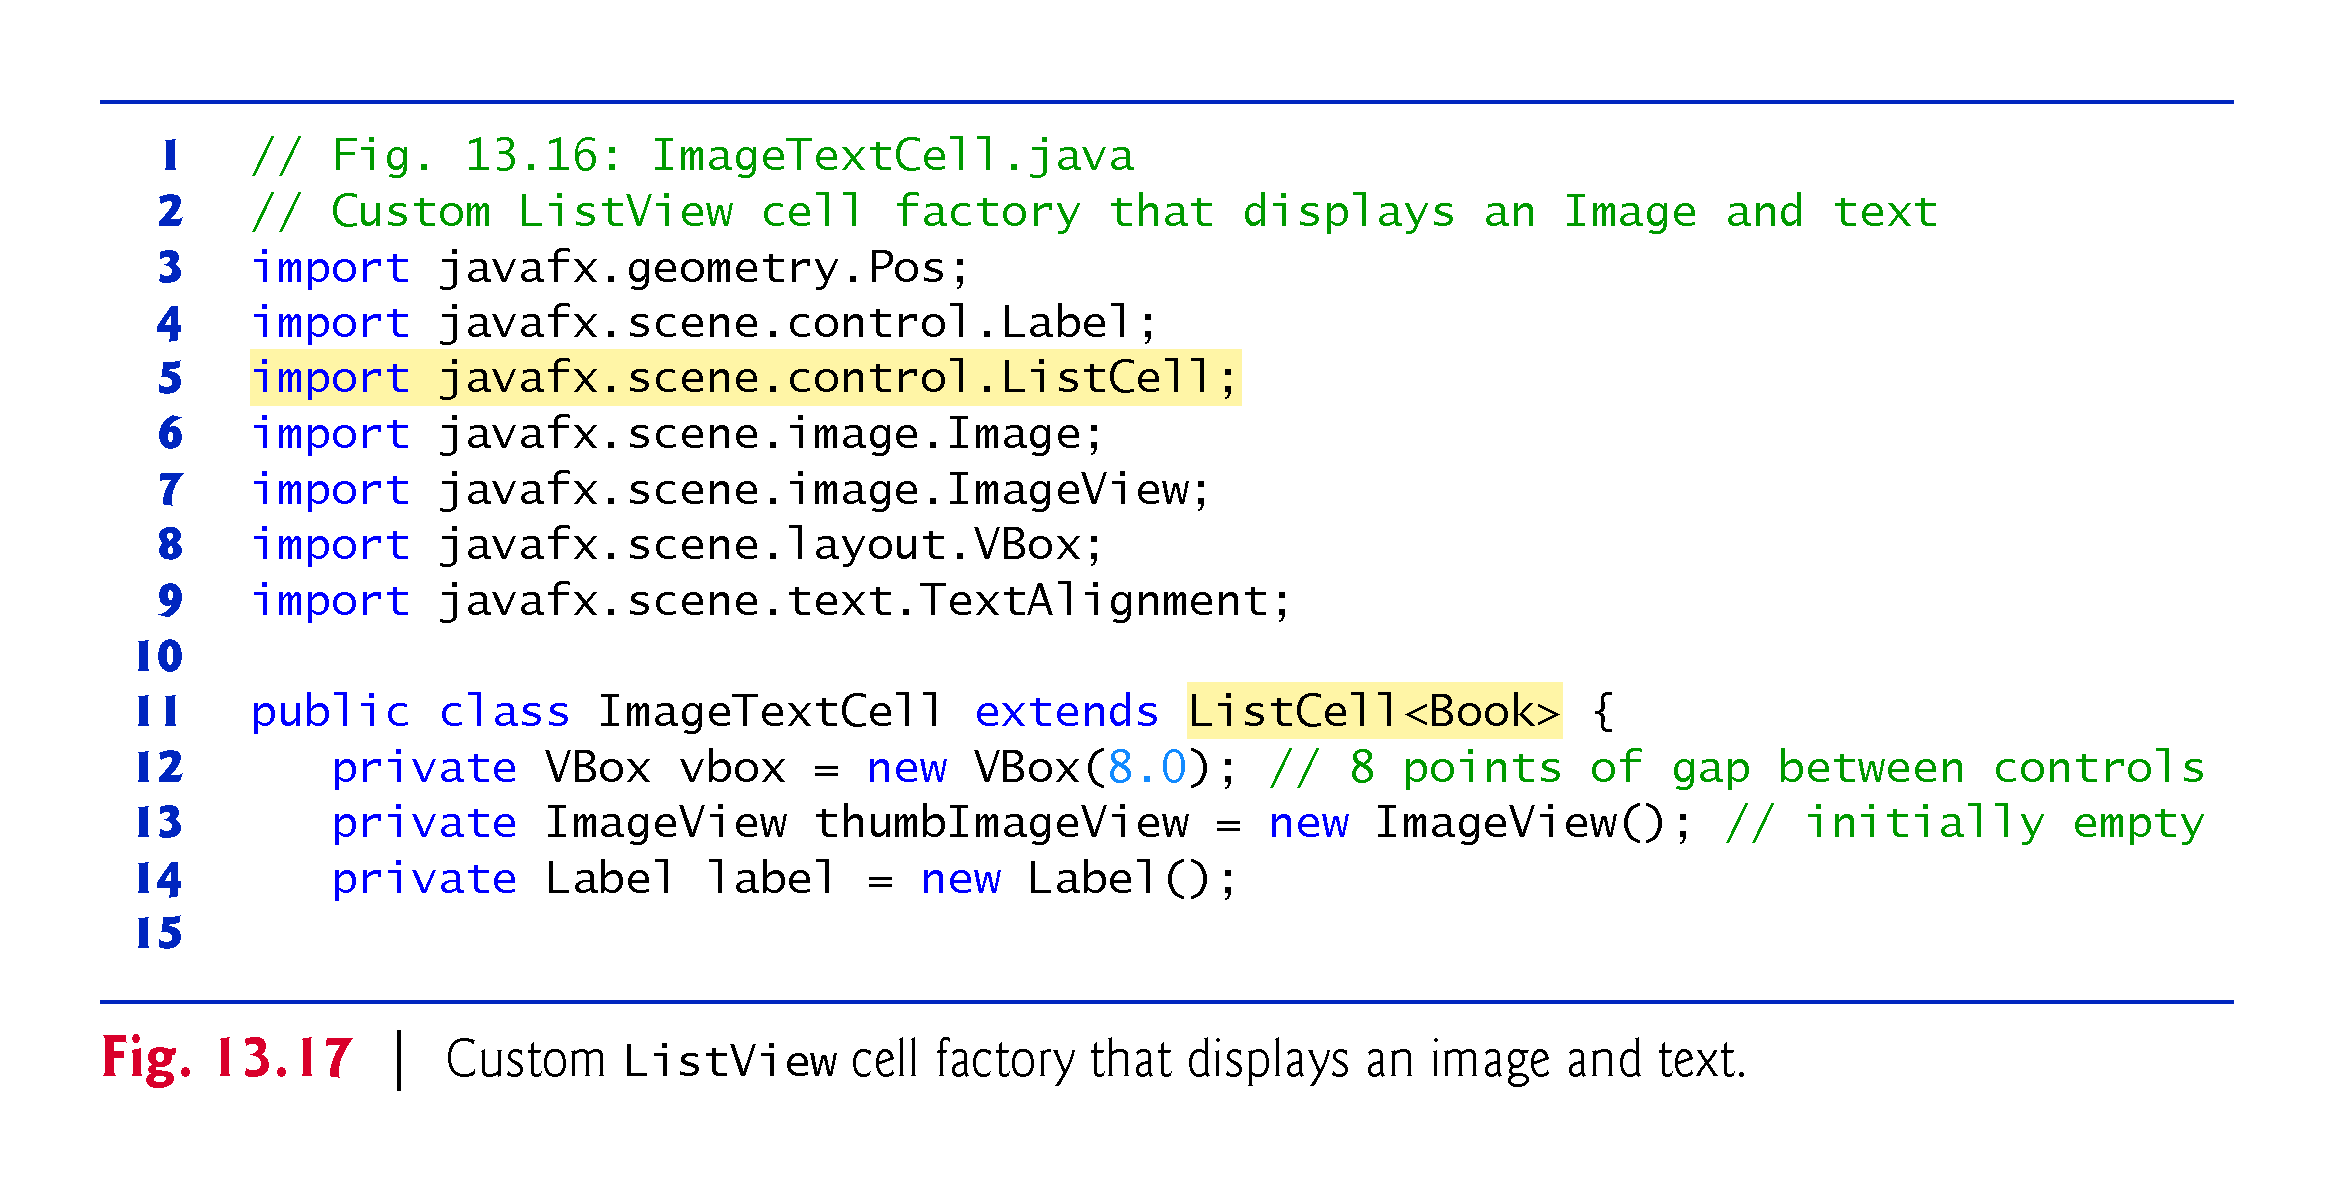 1 // Fig. 13.16: ImageTextCell.java
2 // Custom ListView cell factory that displays an Image and text
3 import javafx.geometry.Pos;
4 import javafx.scene.control.Label;
5 import javafx.scene.control.ListCell;
6 import javafx.scene.image.Image;
7 import javafx.scene.image.ImageView;
8 import javafx.scene.layout.VBox;
9 import javafx.scene.text.TextAlignment;
10
11 public class ImageTextCell extends ListCell<Book> {
12    private VBox vbox = new VBox(8.0); // 8 points of gap between controls
13    private ImageView thumbImageView = new ImageView(); // initially empty
14    private Label label = new Label();
15
Fig. 13.17 | Custom ListView cell factory that displays an image and text.